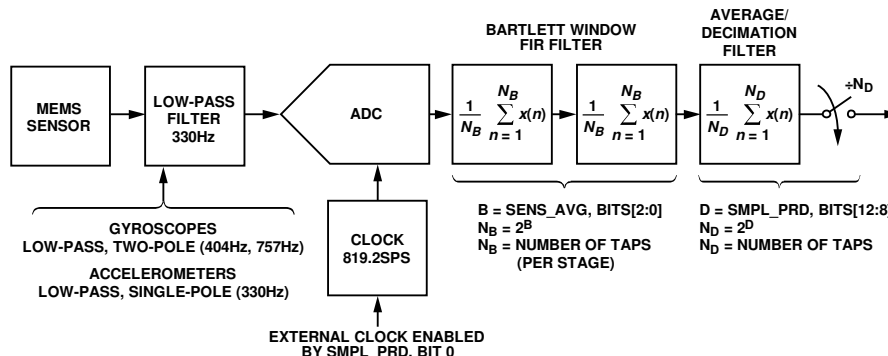 BARTLETT WINDOW
FIR FILTER
AVERAGE/
DECIMATION
FILTER
MEMS
SENSOR
LOW-PASS
FILTER
330Hz
ADC
1/N_B N_B ∑ n = 1 x(n)
1/N_B N_B ∑ n = 1 x(n)
1/N_D N_D ∑ n = 1 x(n)
÷N_D
GYROSCOPES
LOW-PASS, TWO-POLE (404Hz, 757Hz)
ACCELEROMETERS
LOW-PASS, SINGLE-POLE (330Hz)
CLOCK
819.2SPS
B = SENS_AVG, BITS[2:0]
N_B = 2^B
N_B = NUMBER OF TAPS
(PER STAGE)
D = SMPL_PRD, BITS[12:8]
N_D = 2^D
N_D = NUMBER OF TAPS
EXTERNAL CLOCK ENABLED
BY SMPL_PRD, BIT 0